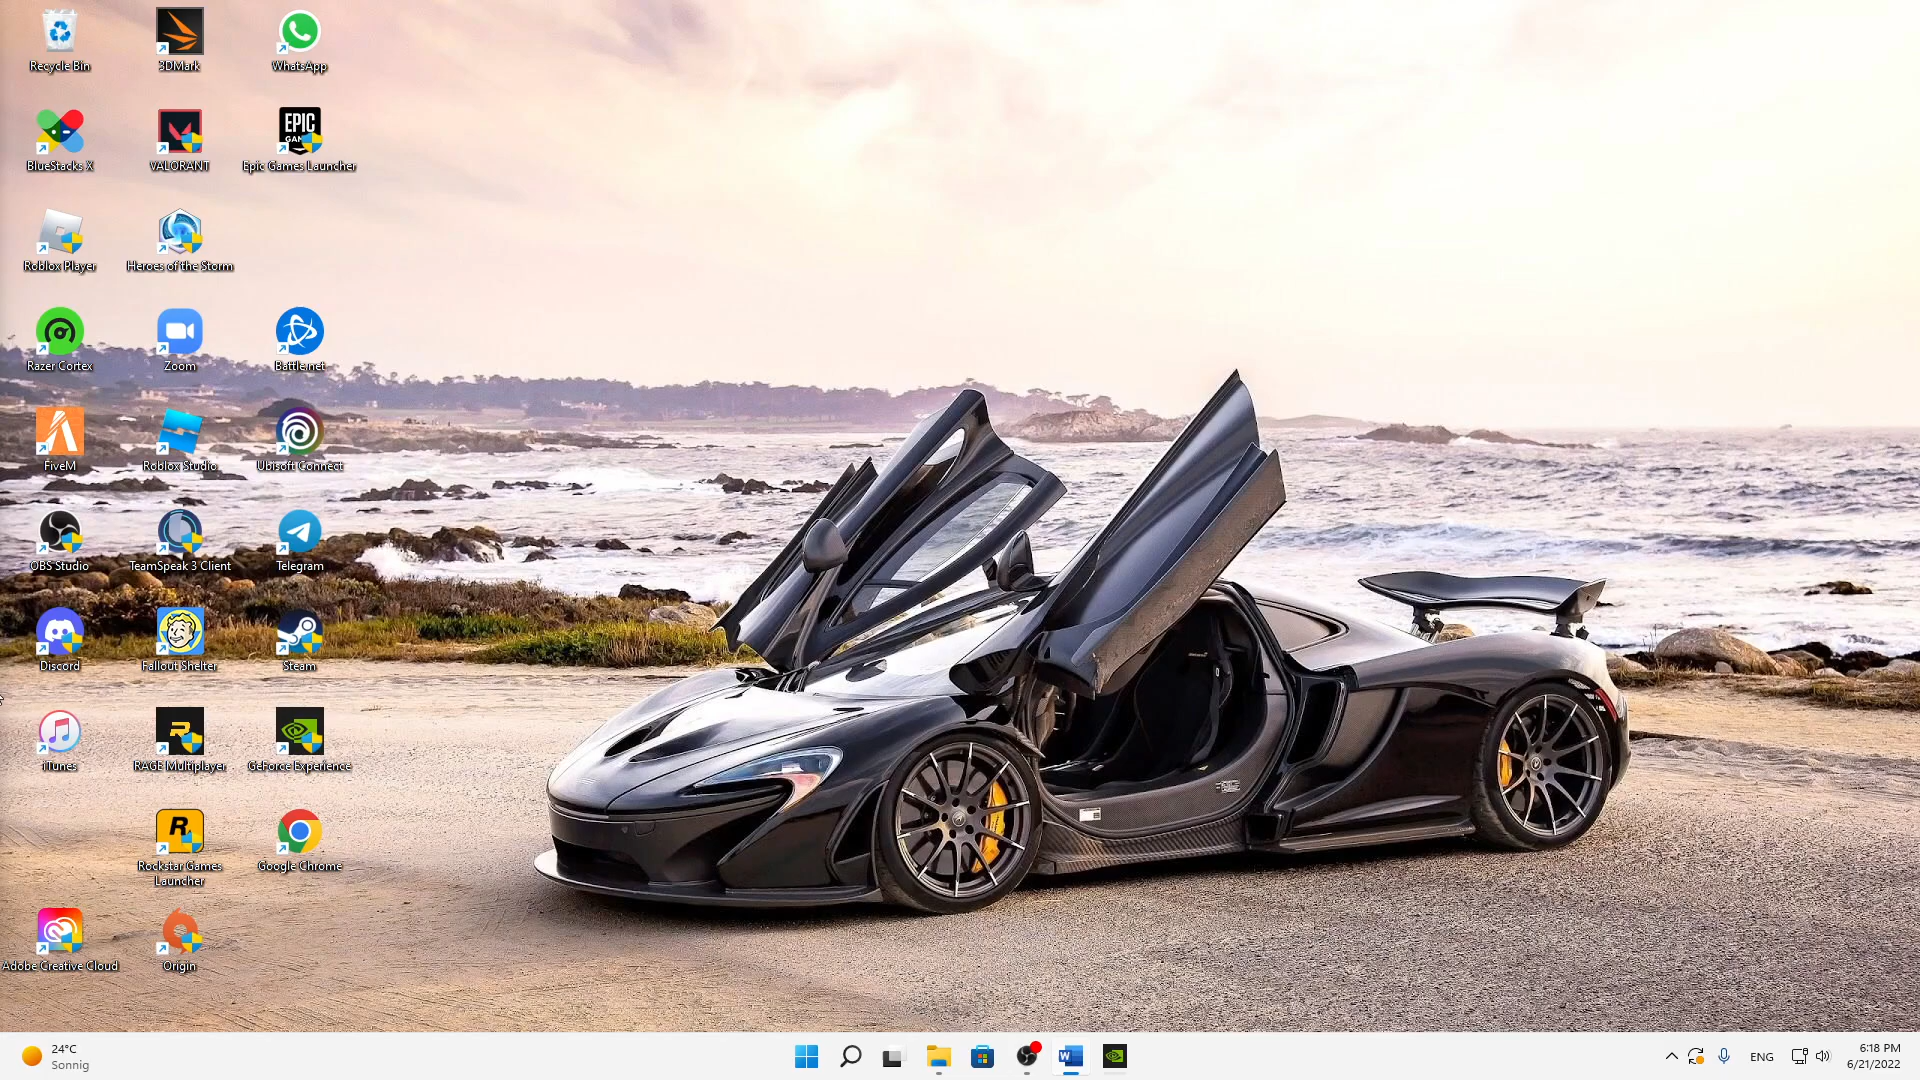 Recycle Bin
3DMark
WhatsApp
BlueStacks X
VALORANT
EPIC
GAMES
Epic Games Launcher
Roblox Player
Heroes of the Storm
Razer Cortex
Zoom
Battle.net
FiveM
Roblox Studio
Ubisoft Connect
OBS Studio
TeamSpeak 3 Client
Telegram
Discord
Fallout Shelter
Steam
iTunes
RAGE Multiplayer
GeForce Experience
Rockstar Games
Launcher
Google Chrome
Adobe Creative Cloud
Origin
24°C
Sonnig
ENG
6:18 PM
6/21/2022